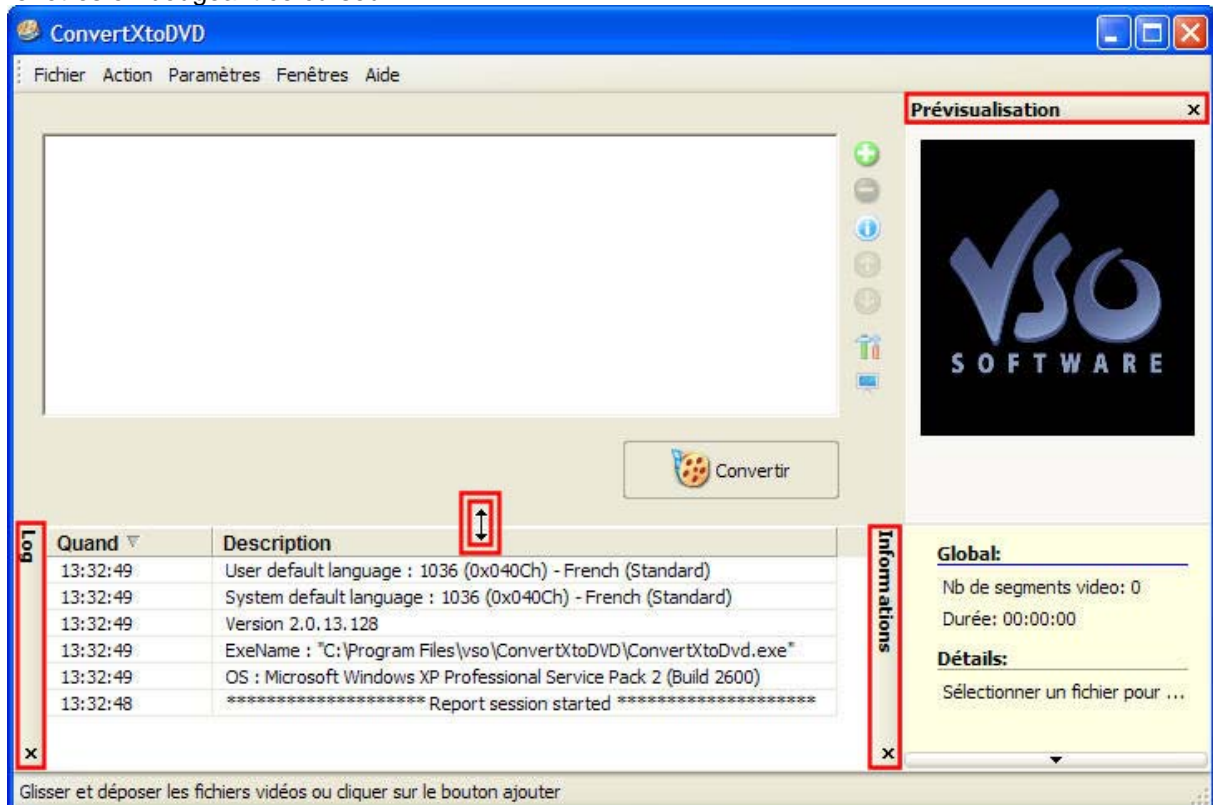 ConvertXtoDVD
Fichier Action Paramètres Fenêtres Aide
Prévisualisation
VSO
SOFTWARE
Convertir
Log
Quand Description
13:32:49 User default language : 1036 (0x040Ch) - French (Standard)
13:32:49 System default language : 1036 (0x040Ch) - French (Standard)
13:32:49 Version 2.0.13.128
13:32:49 ExeName : "C:\Program Files\vso\ConvertXtoDVD\ConvertXtoDvd.exe"
13:32:49 OS : Microsoft Windows XP Professional Service Pack 2 (Build 2600)
13:32:48 ******************** Report session started ********************
Informations
Global:
Nb de segments video: 0
Durée: 00:00:00
Détails:
Sélectionner un fichier pour ...
Glisser et déposer les fichiers vidéos ou cliquer sur le bouton ajouter